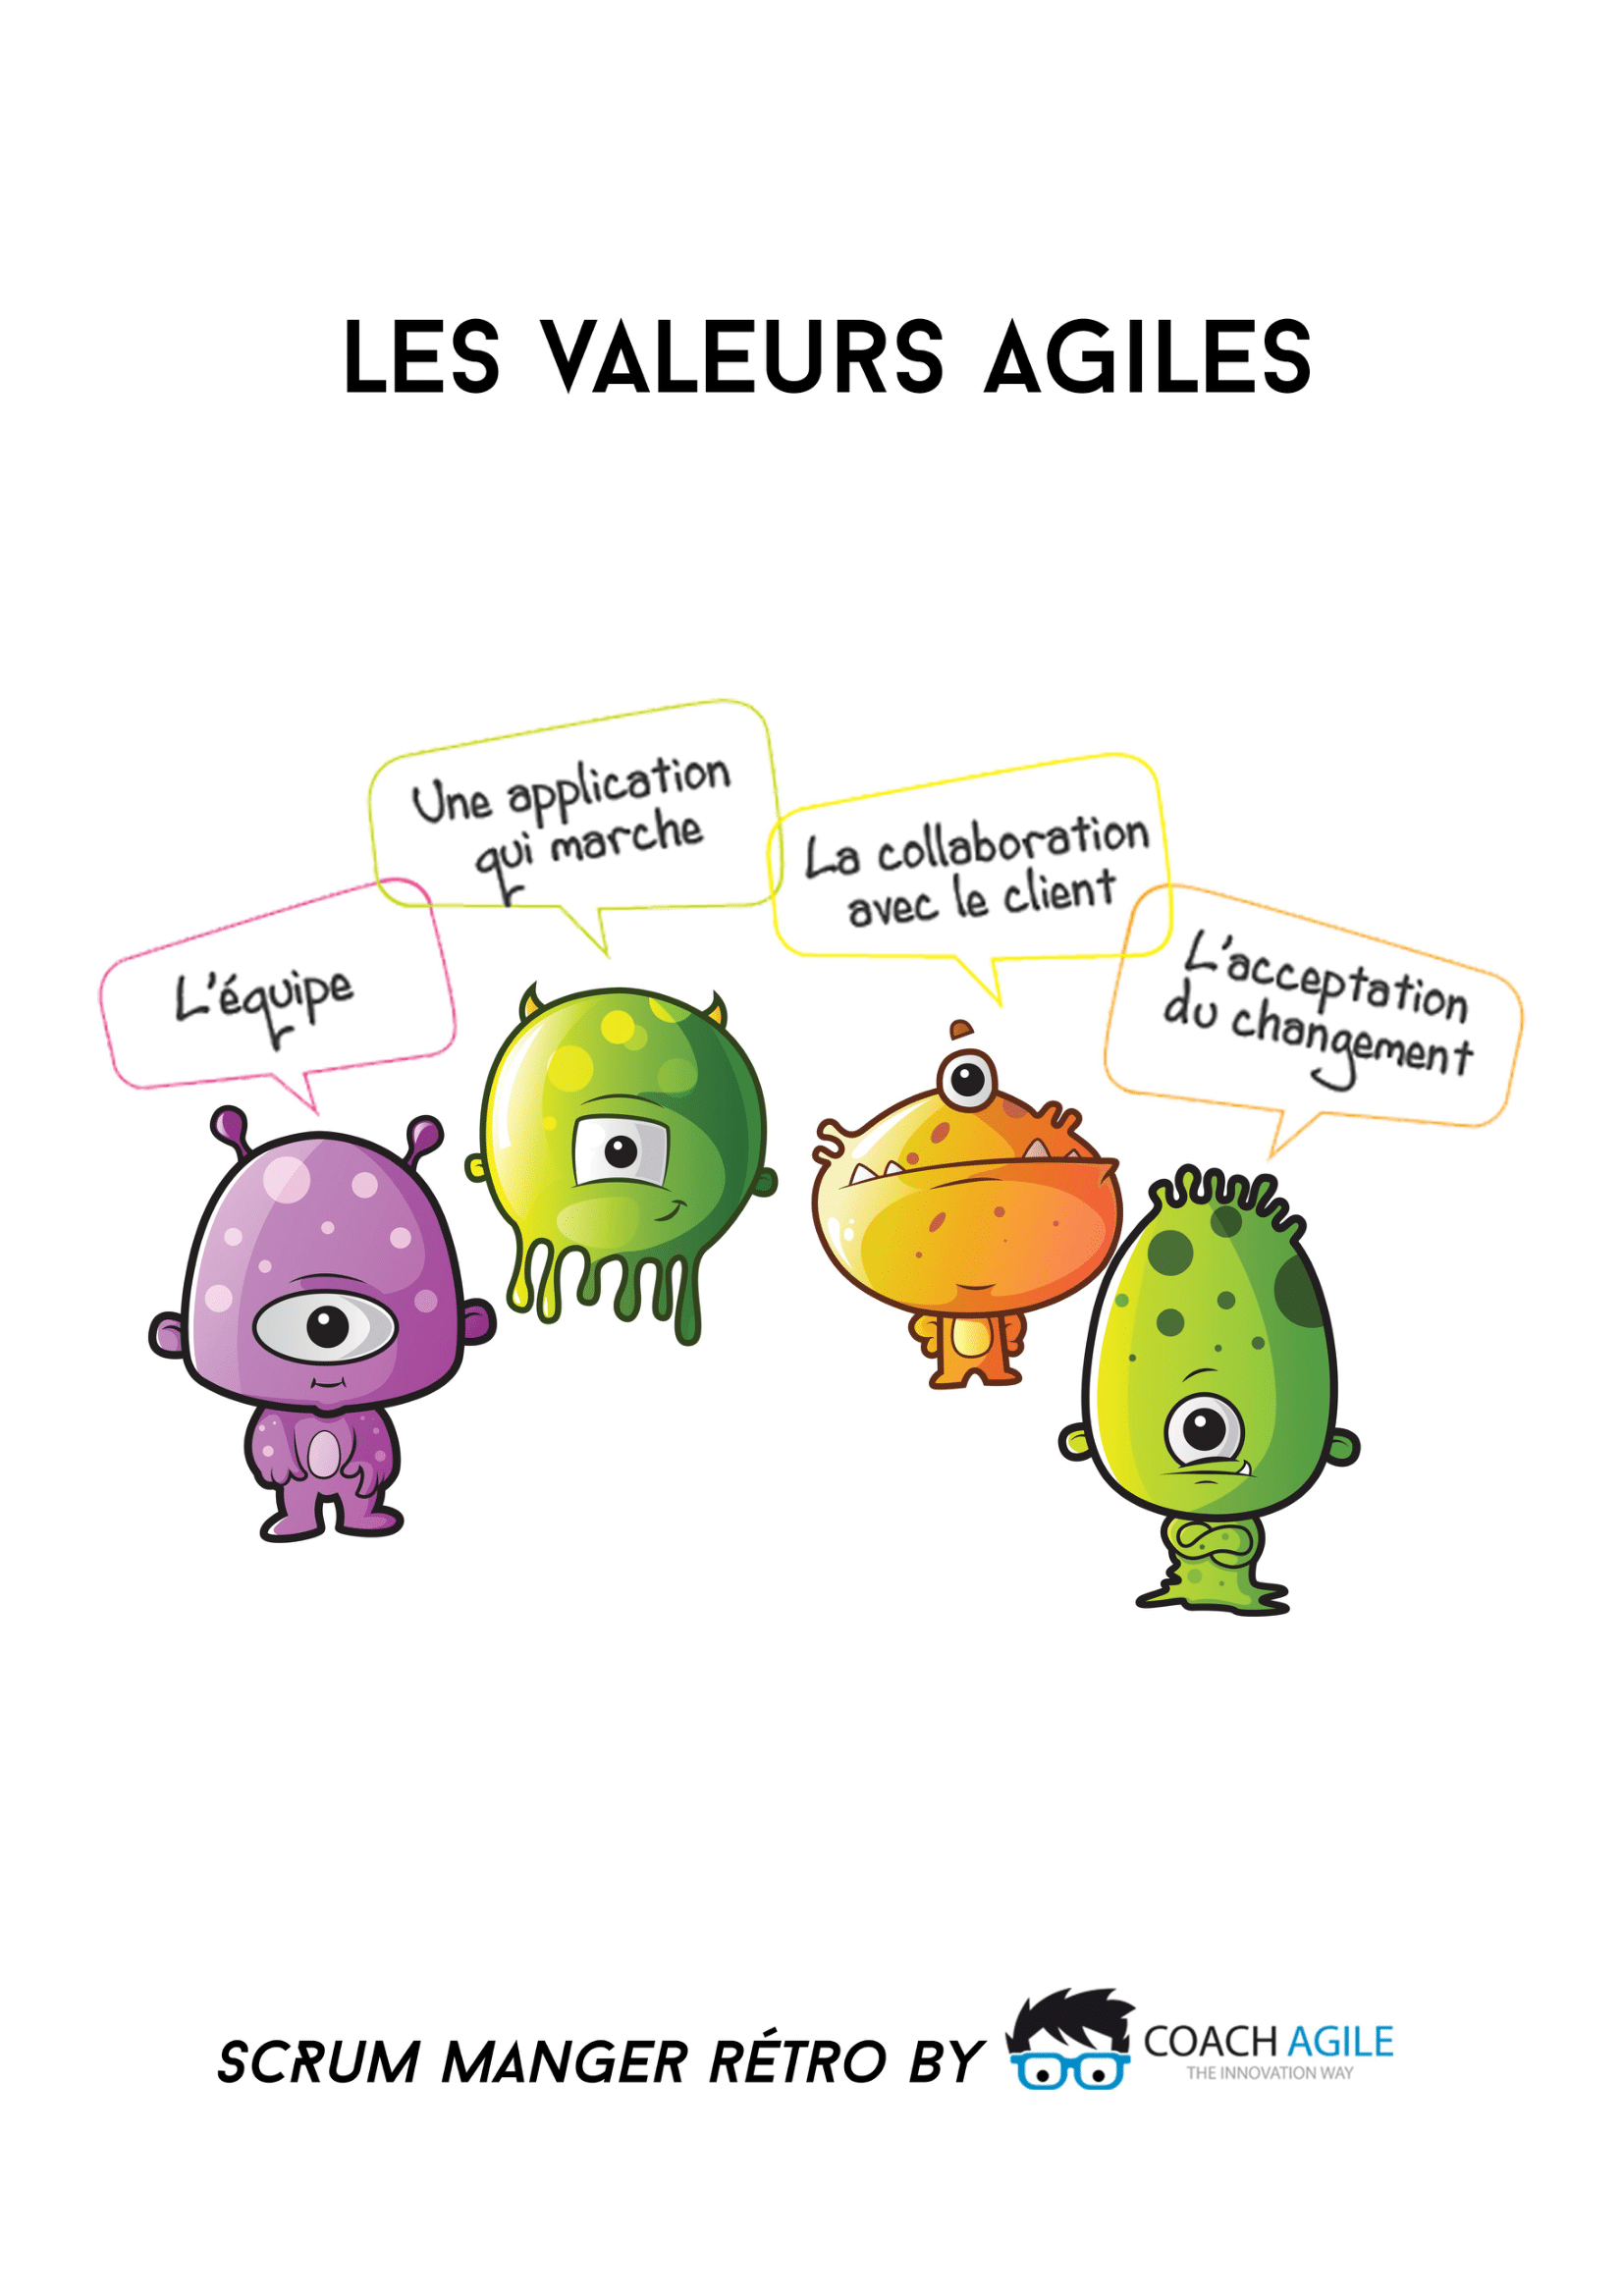 LES VALEURS AGILES
Une application
qui marche
La collaboration
avec le client
L'équipe
L'acceptation
du changement
SCRUM MANGER RÉTRO BY
COACH AGILE
THE INNOVATION WAY